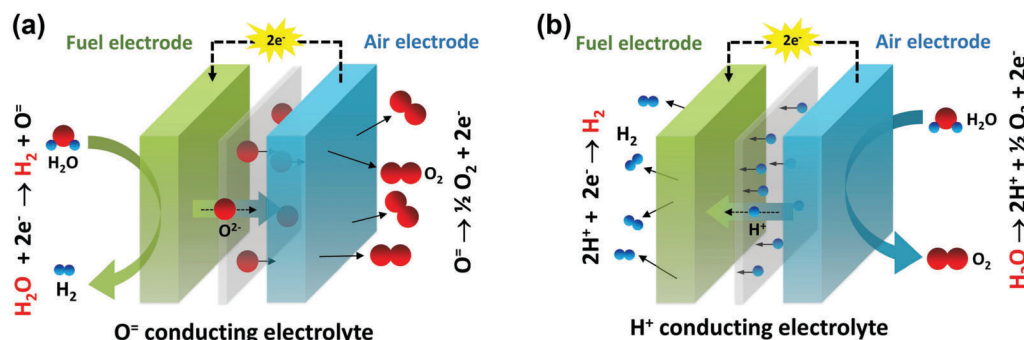 (a)
Fuel electrode
2e⁻
Air electrode
H₂O + 2e⁻ → H₂ + O⁼
H₂O
H₂
O²⁻
O₂
O⁼ → ½ O₂ + 2e⁻
O⁼ conducting electrolyte
(b)
Fuel electrode
2e⁻
Air electrode
2H⁺ + 2e⁻ → H₂
H₂
H⁺
H₂O
O₂
H₂O → 2H⁺ + ½ O₂ + 2e⁻
H⁺ conducting electrolyte